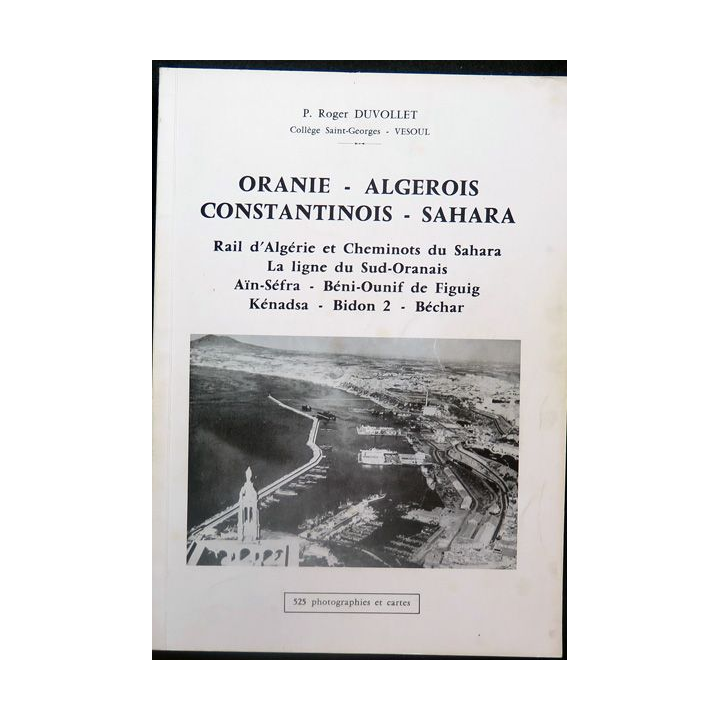 P. Roger DUVOLLET
Collège Saint-Georges - VESOUL
ORANIE - ALGEROIS
CONSTANTINOIS - SAHARA
Rail d'Algérie et Cheminots du Sahara
La ligne du Sud-Oranais
Aïn-Séfra - Béni-Ounif de Figuig
Kénadsa - Bidon 2 - Béchar
525 photographies et cartes